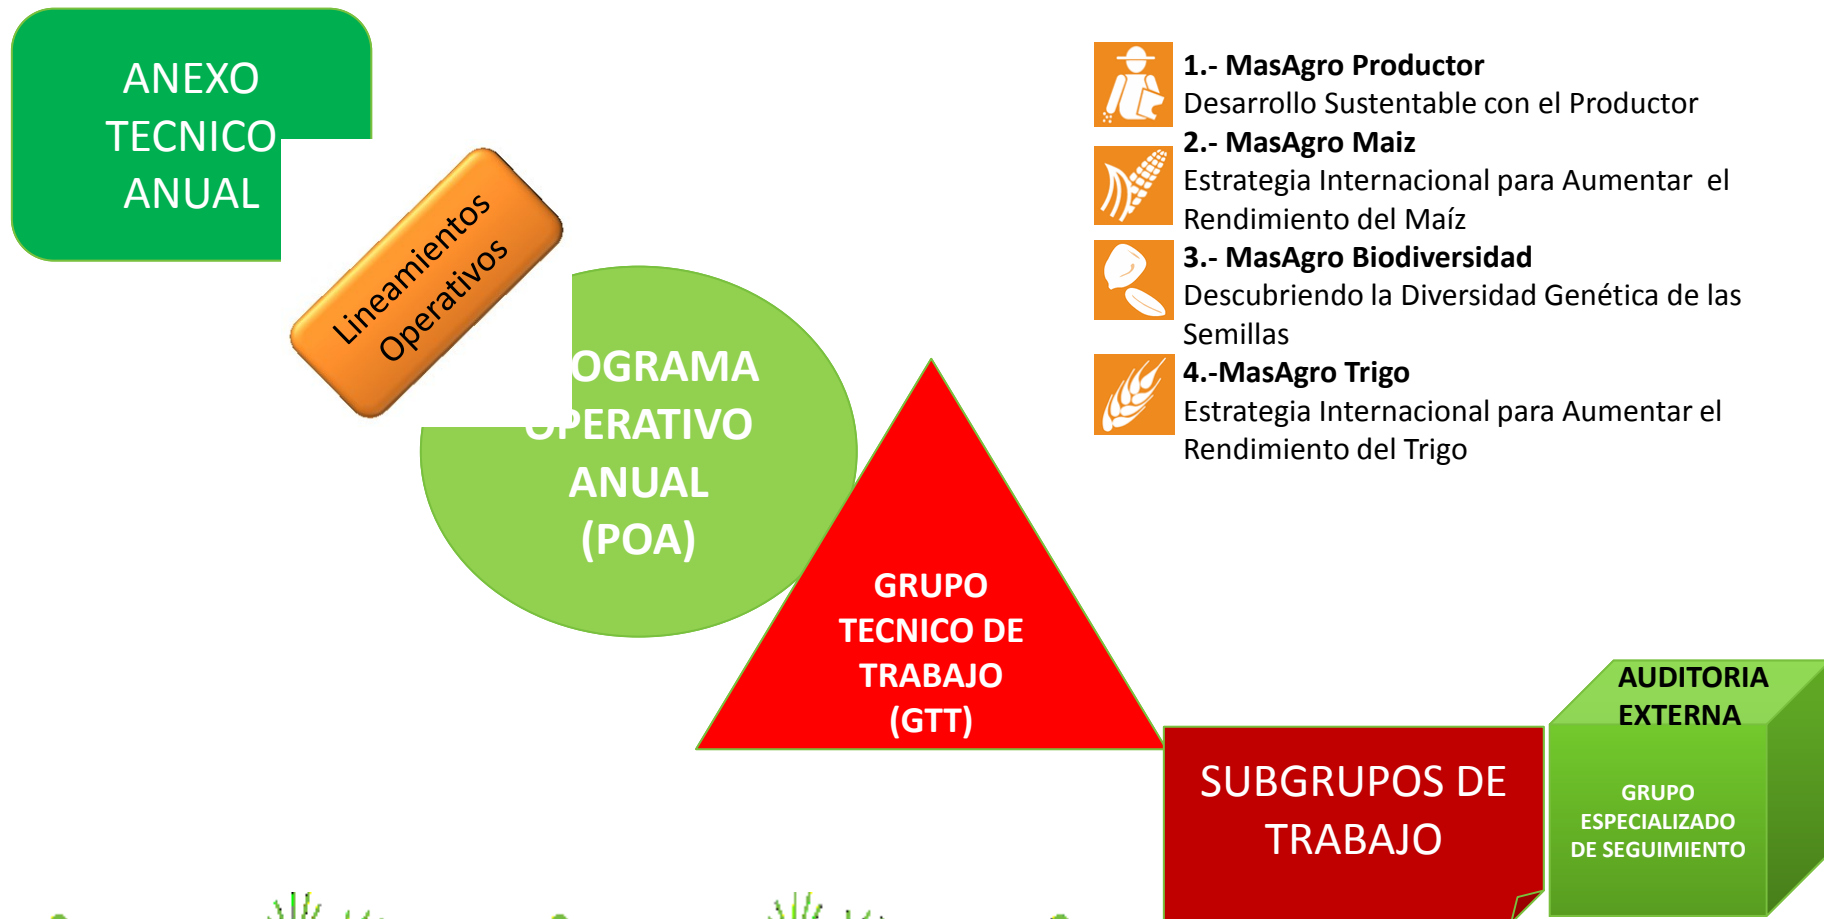 ANEXO
TECNICO
ANUAL
Lineamientos
Operativos
OGRAMA
OPERATIVO
ANUAL
(POA)
GRUPO
TECNICO DE
TRABAJO
(GTT)
SUBGRUPOS DE
TRABAJO
AUDITORIA
EXTERNA
GRUPO
ESPECIALIZADO
DE SEGUIMIENTO
1.- MasAgro Productor
Desarrollo Sustentable con el Productor
2.- MasAgro Maiz
Estrategia Internacional para Aumentar el
Rendimiento del Maíz
3.- MasAgro Biodiversidad
Descubriendo la Diversidad Genética de las
Semillas
4.-MasAgro Trigo
Estrategia Internacional para Aumentar el
Rendimiento del Trigo